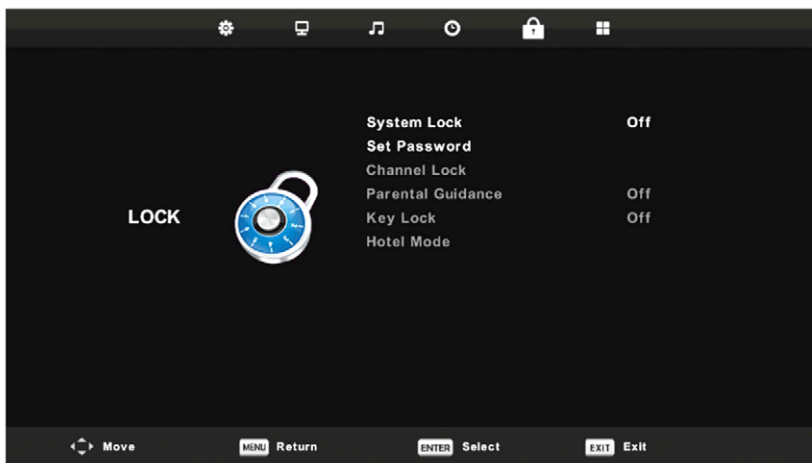 System Lock Off
Set Password
Channel Lock
Parental Guidance Off
LOCK
Key Lock Off
Hotel Mode
Move MENU Return ENTER Select EXIT Exit